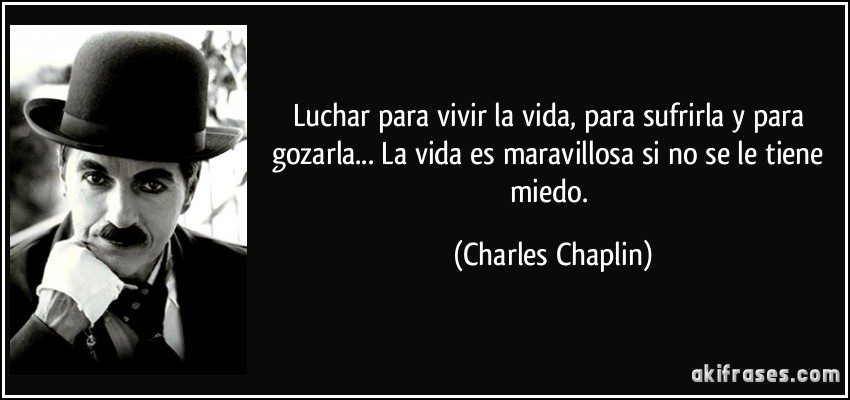 Luchar para vivir la vida, para sufrirla y para
gozarla... La vida es maravillosa si no se le tiene
miedo.
(Charles Chaplin)
akifrases.com